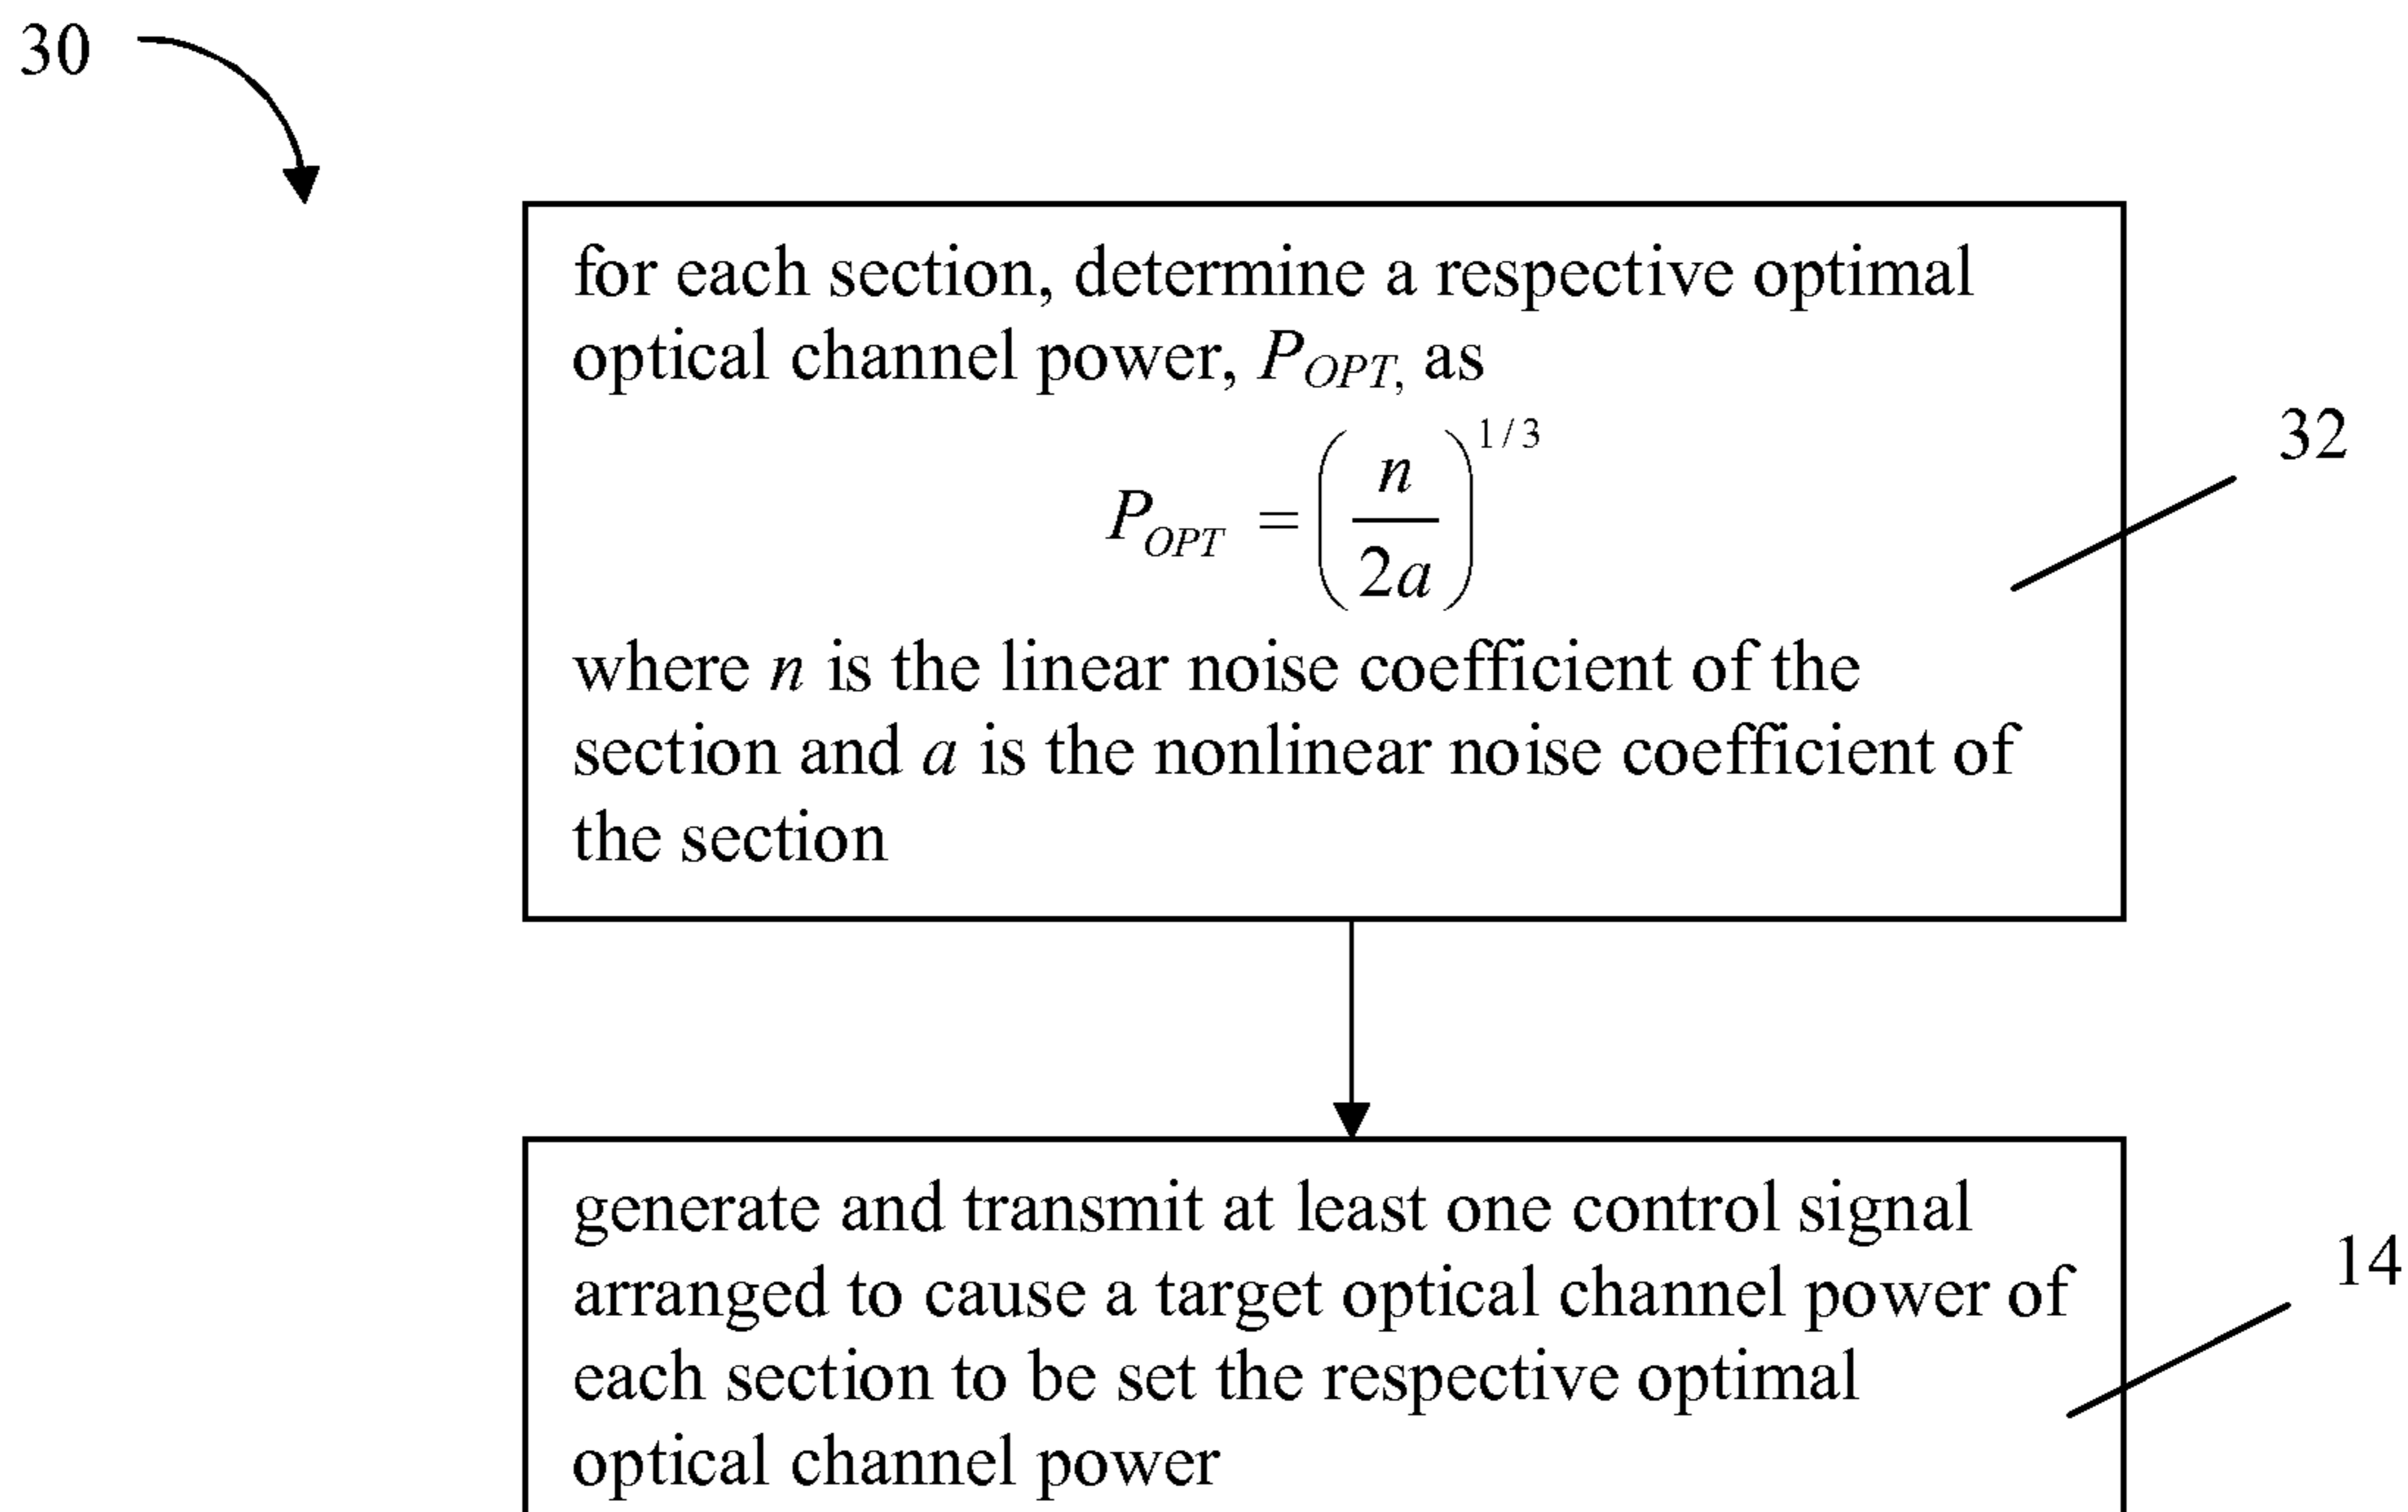 30
for each section, determine a respective optimal
optical channel power, P_OPT, as
P_OPT = (n/2a)^1/3
32
where n is the linear noise coefficient of the
section and a is the nonlinear noise coefficient of
the section
generate and transmit at least one control signal
14
arranged to cause a target optical channel power of
each section to be set the respective optimal
optical channel power